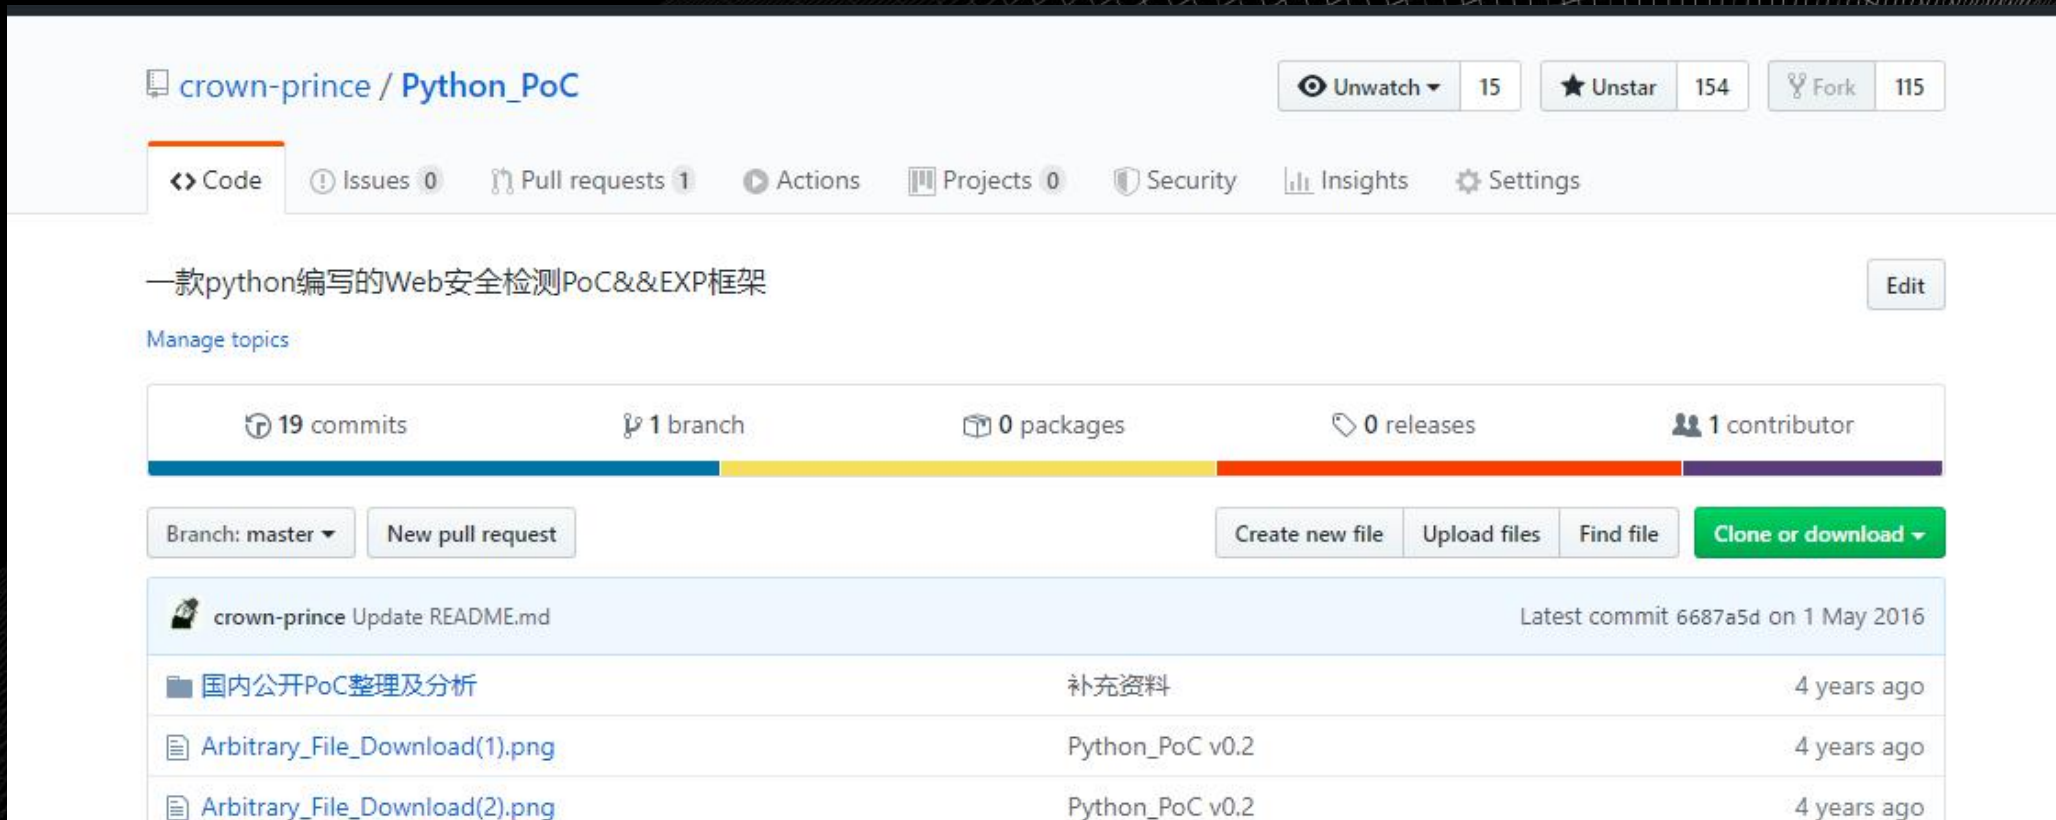 crown-prince / Python_PoC Unwatch 15 Unstar 154 Fork 115
Code Issues 0 Pull requests 1 Actions Projects 0 Security Insights Settings
一款python编写的Web安全检测PoC&&EXP框架 Edit
Manage topics
19 commits 1 branch 0 packages 0 releases 1 contributor
Branch: master New pull request Create new file Upload files Find file Clone or download
crown-prince Update README.md Latest commit 6687a5d on 1 May 2016
国内公开PoC整理及分析 补充资料 4 years ago
Arbitrary_File_Download(1).png Python_PoC v0.2 4 years ago
Arbitrary_File_Download(2).png Python_PoC v0.2 4 years ago